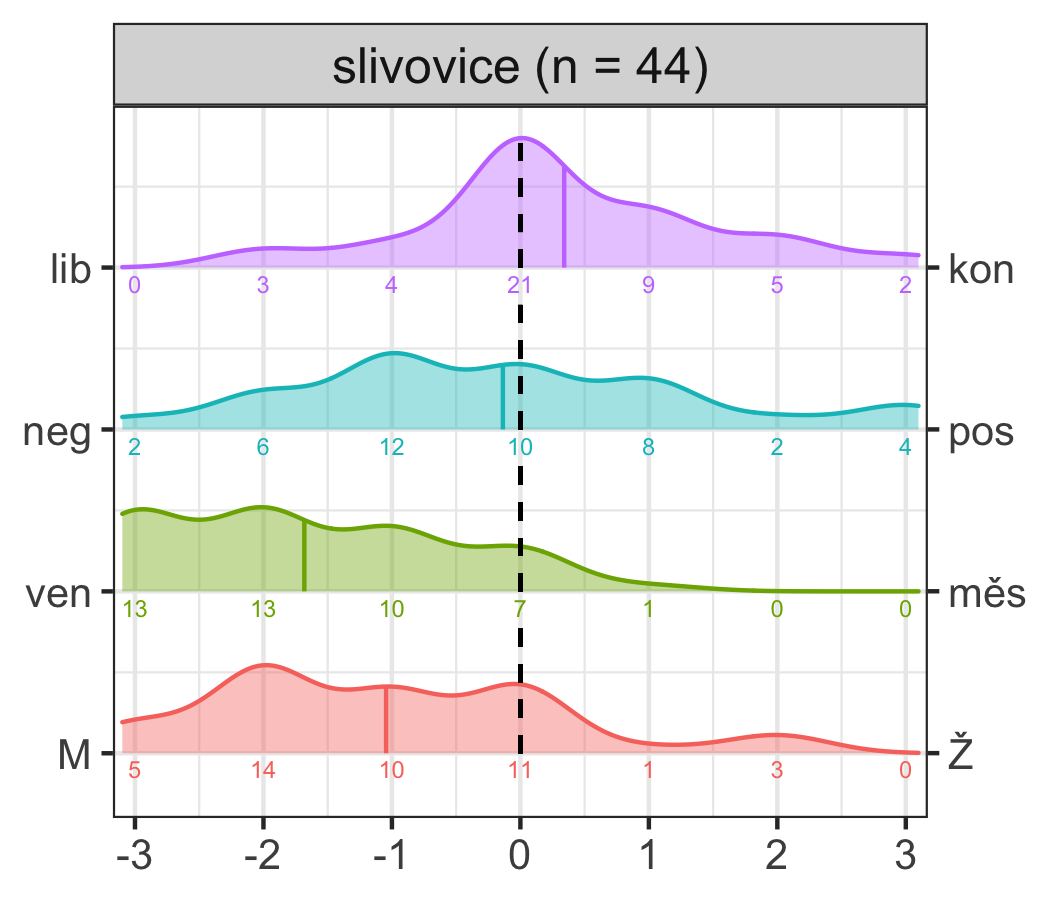 slivovice (n = 44)
lib kon
0 3 4 21 9 5 2
neg pos
2 6 12 10 8 2 4
ven měs
13 13 10 7 1 0 0
M Ž
5 14 10 11 1 3 0
-3 -2 -1 0 1 2 3